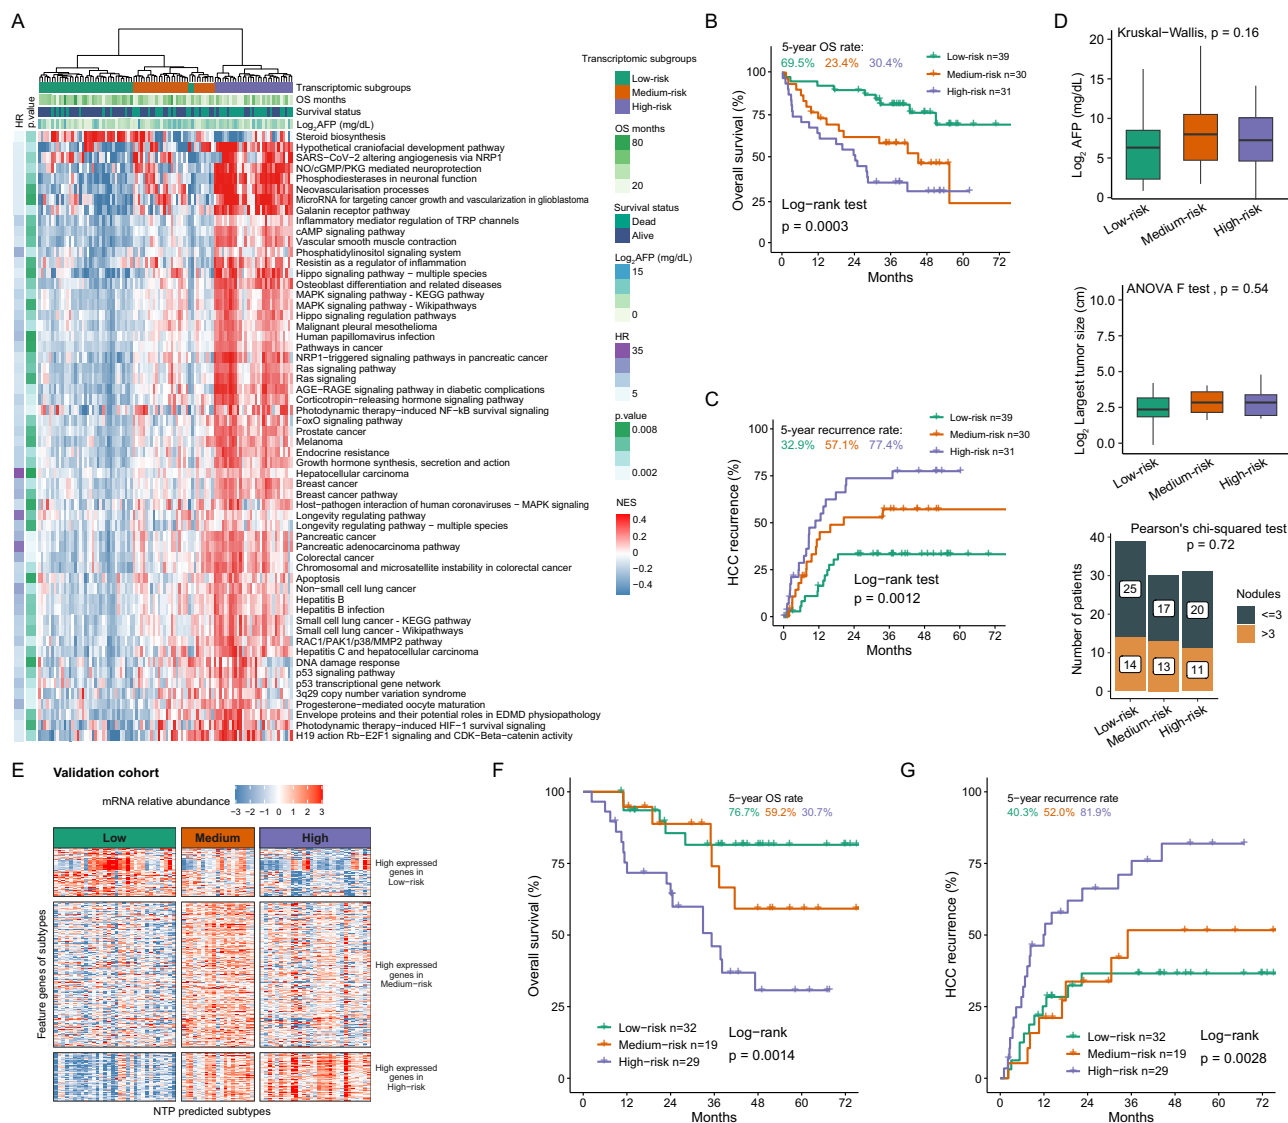 A
Transcriptomic subgroups
Low-risk
Medium-risk
High-risk
OS months
80
20
Survival status
Dead
Alive
Log2AFP (mg/dL)
15
0
HR
35
5
p.value
0.008
0.002
NES
0.4
0.2
0
−0.2
−0.4
HR
p.value
Transcriptomic subgroups
OS months
Survival status
Log2AFP (mg/dL)
Steroid biosynthesis
Hypothetical craniofacial development pathway
SARS−CoV−2 altering angiogenesis via NRP1
NO/cGMP/PKG mediated neuroprotection
Phosphodiesterases in neuronal function
Neovascularisation processes
MicroRNA for targeting cancer growth and vascularization in glioblastoma
Galanin receptor pathway
Inflammatory mediator regulation of TRP channels
cAMP signaling pathway
Vascular smooth muscle contraction
Phosphatidylinositol signaling system
Resistin as a regulator of inflammation
Hippo signaling pathway − multiple species
Osteoblast differentiation and related diseases
MAPK signaling pathway - KEGG pathway
MAPK signaling pathway - Wikipathways
Hippo signaling regulation pathways
Malignant pleural mesothelioma
Human papillomavirus infection
Pathways in cancer
NRP1−triggered signaling pathways in pancreatic cancer
Ras signaling pathway
Ras signaling
AGE−RAGE signaling pathway in diabetic complications
Corticotropin−releasing hormone signaling pathway
Photodynamic therapy−induced NF−kB survival signaling
FoxO signaling pathway
Prostate cancer
Melanoma
Endocrine resistance
Growth hormone synthesis, secretion and action
Hepatocellular carcinoma
Breast cancer
Breast cancer pathway
Host−pathogen interaction of human coronaviruses − MAPK signaling
Longevity regulating pathway
Longevity regulating pathway − multiple species
Pancreatic cancer
Pancreatic adenocarcinoma pathway
Colorectal cancer
Chromosomal and microsatellite instability in colorectal cancer
Apoptosis
Non−small cell lung cancer
Hepatitis B
Hepatitis B infection
Small cell lung cancer - KEGG pathway
Small cell lung cancer - Wikipathways
RAC1/PAK1/p38/MMP2 pathway
Hepatitis C and hepatocellular carcinoma
DNA damage response
p53 signaling pathway
p53 transcriptional gene network
3q29 copy number variation syndrome
Progesterone−mediated oocyte maturation
Envelope proteins and their potential roles in EDMD physiopathology
Photodynamic therapy−induced HIF−1 survival signaling
H19 action Rb−E2F1 signaling and CDK−Beta−catenin activity
B
5-year OS rate:
69.5% 23.4% 30.4%
Low−risk n=39
Medium−risk n=30
High−risk n=31
Overall survival (%)
100
75
50
25
0
Log−rank test
p = 0.0003
0 12 24 36 48 60 72
Months
C
5-year recurrence rate:
32.9% 57.1% 77.4%
Low−risk n=39
Medium−risk n=30
High−risk n=31
HCC recurrence (%)
100
75
50
25
0
Log−rank test
p = 0.0012
0 12 24 36 48 60 72
Months
D
Kruskal−Wallis, p = 0.16
Log2 AFP (mg/dL)
20
15
10
5
0
Low−risk
Medium−risk
High−risk
ANOVA F test , p = 0.54
Log2 Largest tumor size (cm)
10.0
7.5
5.0
2.5
0.0
Low−risk
Medium−risk
High−risk
Pearson's chi−squared test
p = 0.72
Number of patients
40
30
20
10
0
25 17 20
14 13 11
Nodules
<=3
>3
Low−risk
Medium−risk
High−risk
E
Validation cohort
mRNA relative abundance
−3 −2 −1 0 1 2 3
Low Medium High
Feature genes of subtypes
High expressed
genes in
Low−risk
High expressed
genes in
Medium−risk
High expressed
genes in
High−risk
NTP predicted subtypes
F
5−year OS rate
76.7% 59.2% 30.7%
Overall survival (%)
100
75
50
25
0
Low−risk n=32
Medium−risk n=19
High−risk n=29
Log−rank
p = 0.0014
0 12 24 36 48 60 72
Months
G
5−year recurrence rate
40.3% 52.0% 81.9%
HCC recurrence (%)
100
75
50
25
0
Low−risk n=32
Medium−risk n=19
High−risk n=29
Log−rank
p = 0.0028
0 12 24 36 48 60 72
Months